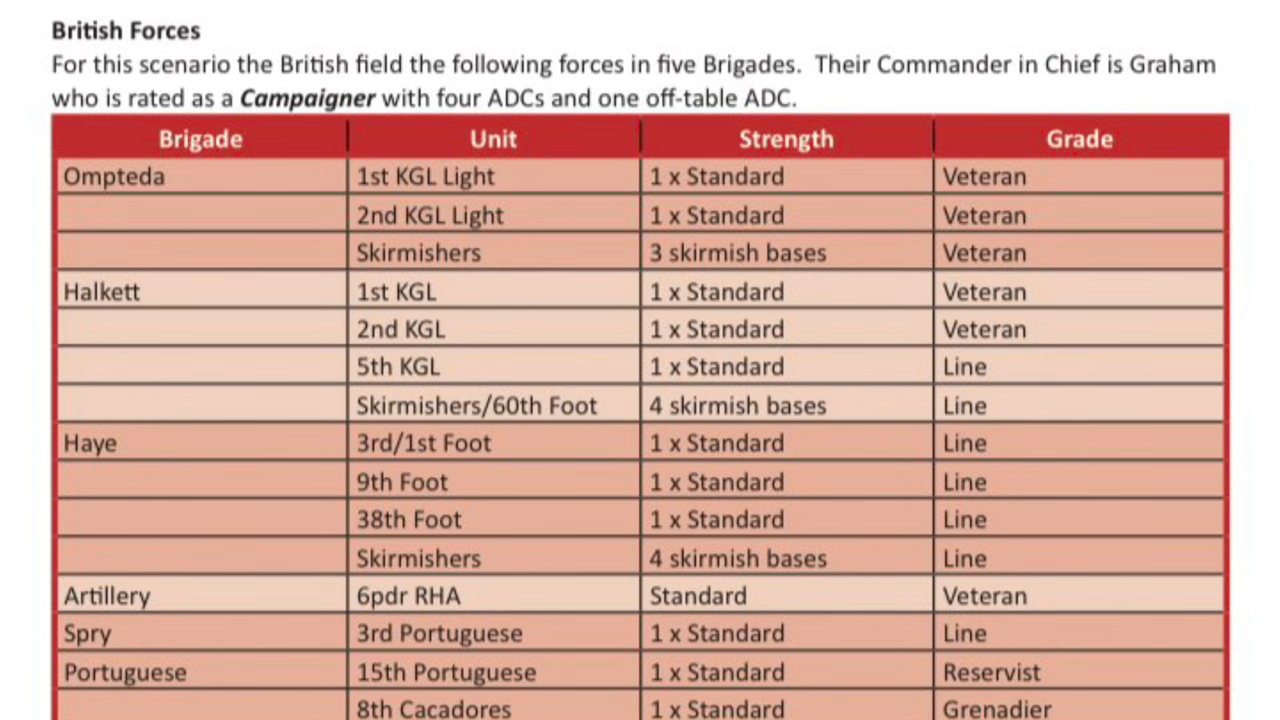 British Forces
For this scenario the British field the following forces in five Brigades. Their Commander in Chief is Graham
who is rated as a Campaigner with four ADCs and one off-table ADC.
Brigade Unit Strength Grade
Ompteda 1st KGL Light 1 x Standard Veteran
2nd KGL Light 1 x Standard Veteran
Skirmishers 3 skirmish bases Veteran
Halkett 1st KGL 1 x Standard Veteran
2nd KGL 1 x Standard Veteran
5th KGL 1 x Standard Line
Skirmishers/60th Foot 4 skirmish bases Line
Haye 3rd/1st Foot 1 x Standard Line
9th Foot 1 x Standard Line
38th Foot 1 x Standard Line
Skirmishers 4 skirmish bases Line
Artillery 6pdr RHA Standard Veteran
Spry 3rd Portuguese 1 x Standard Line
Portuguese 15th Portuguese 1 x Standard Reservist
8th Cacadores 1 x Standard Grenadier